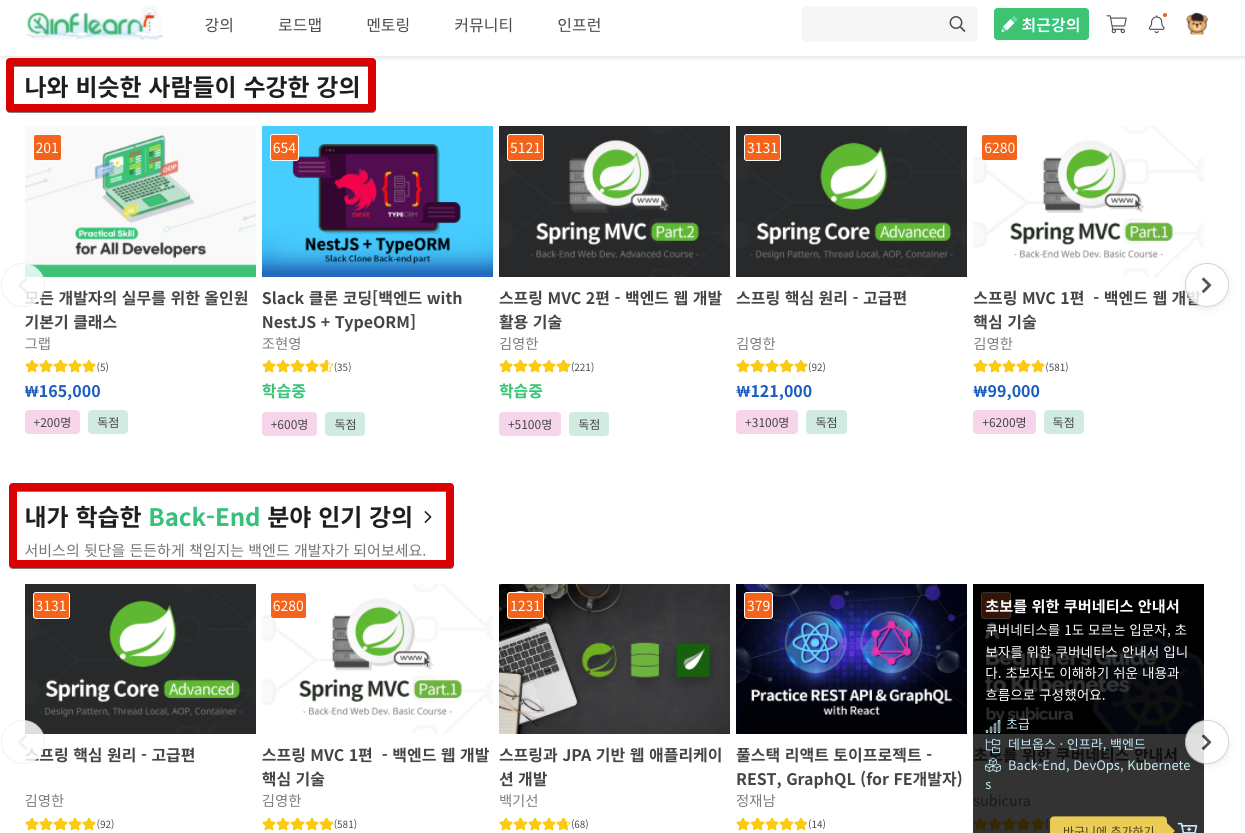 inflearn
강의 로드맵 멘토링 커뮤니티 인프런 최근강의
나와 비슷한 사람들이 수강한 강의
201 654 5121 3131 6280
Practical Skill
for All Developers
OOP
nest TYPEORM
NestJS + TypeORM
Slack Clone Back-end part
www
Spring MVC Part.2
- Back-End Web Dev. Advanced Course -
Spring Core Advanced
- Design Pattern, Thread Local, AOP, Container -
www
Spring MVC Part.1
- Back-End Web Dev. Basic Course -
모든 개발자의 실무를 위한 올인원
기본기 클래스
그랩
(5)
₩165,000
+200명 독점
Slack 클론 코딩[백엔드 with
NestJS + TypeORM]
조현영
(35)
학습중
+600명 독점
스프링 MVC 2편 - 백엔드 웹 개발
활용 기술
김영한
(221)
학습중
+5100명 독점
스프링 핵심 원리 - 고급편
김영한
(92)
₩121,000
+3100명 독점
스프링 MVC 1편 - 백엔드 웹 개발
핵심 기술
김영한
(581)
₩99,000
+6200명 독점
내가 학습한 Back-End 분야 인기 강의
서비스의 뒷단을 든든하게 책임지는 백엔드 개발자가 되어보세요.
3131 6280 1231 379
Spring Core Advanced
- Design Pattern, Thread Local, AOP, Container -
www
Spring MVC Part.1
- Back-End Web Dev. Basic Course -
Practice REST API & GraphQL
with React
스프링 핵심 원리 - 고급편
김영한
(92)
스프링 MVC 1편 - 백엔드 웹 개발
핵심 기술
김영한
(581)
스프링과 JPA 기반 웹 애플리케이
션 개발
백기선
(68)
풀스택 리액트 토이프로젝트 -
REST, GraphQL (for FE개발자)
정재남
(14)
초보를 위한 쿠버네티스 안내서
쿠버네티스를 1도 모르는 입문자, 초
보자를 위한 쿠버네티스 안내서 입니
다. 초보자도 이해하기 쉬운 내용과
흐름으로 구성했어요.
by subicura
초급
데브옵스 · 인프라, 백엔드
Back-End, DevOps, Kubernete
s
subicura
바구니에 추가하기